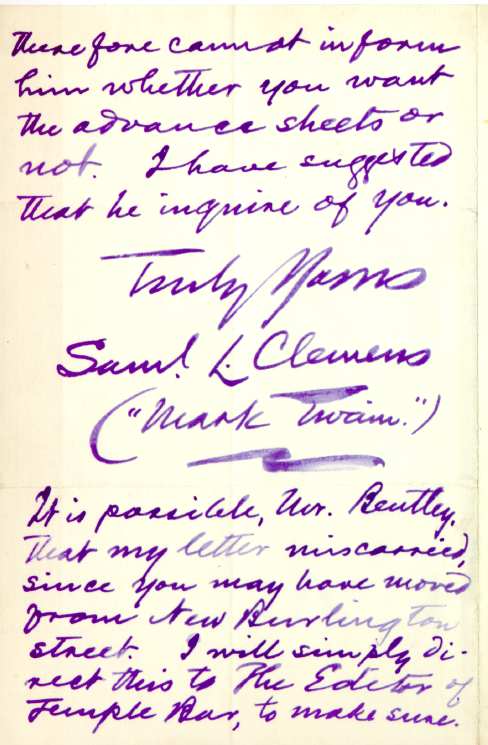 therefore cannot inform
him whether you want
the advance sheets or
not. I have suggested
that he inquire of you.
Truly Yours
Saml. L. Clemens
("Mark Twain.")
It is possible, Mr. Bentley,
that my letter miscarried,
since you may have moved
from New Burlington
street. I will simply di-
rect this to The Editor of
Temple Bar, to make sure.